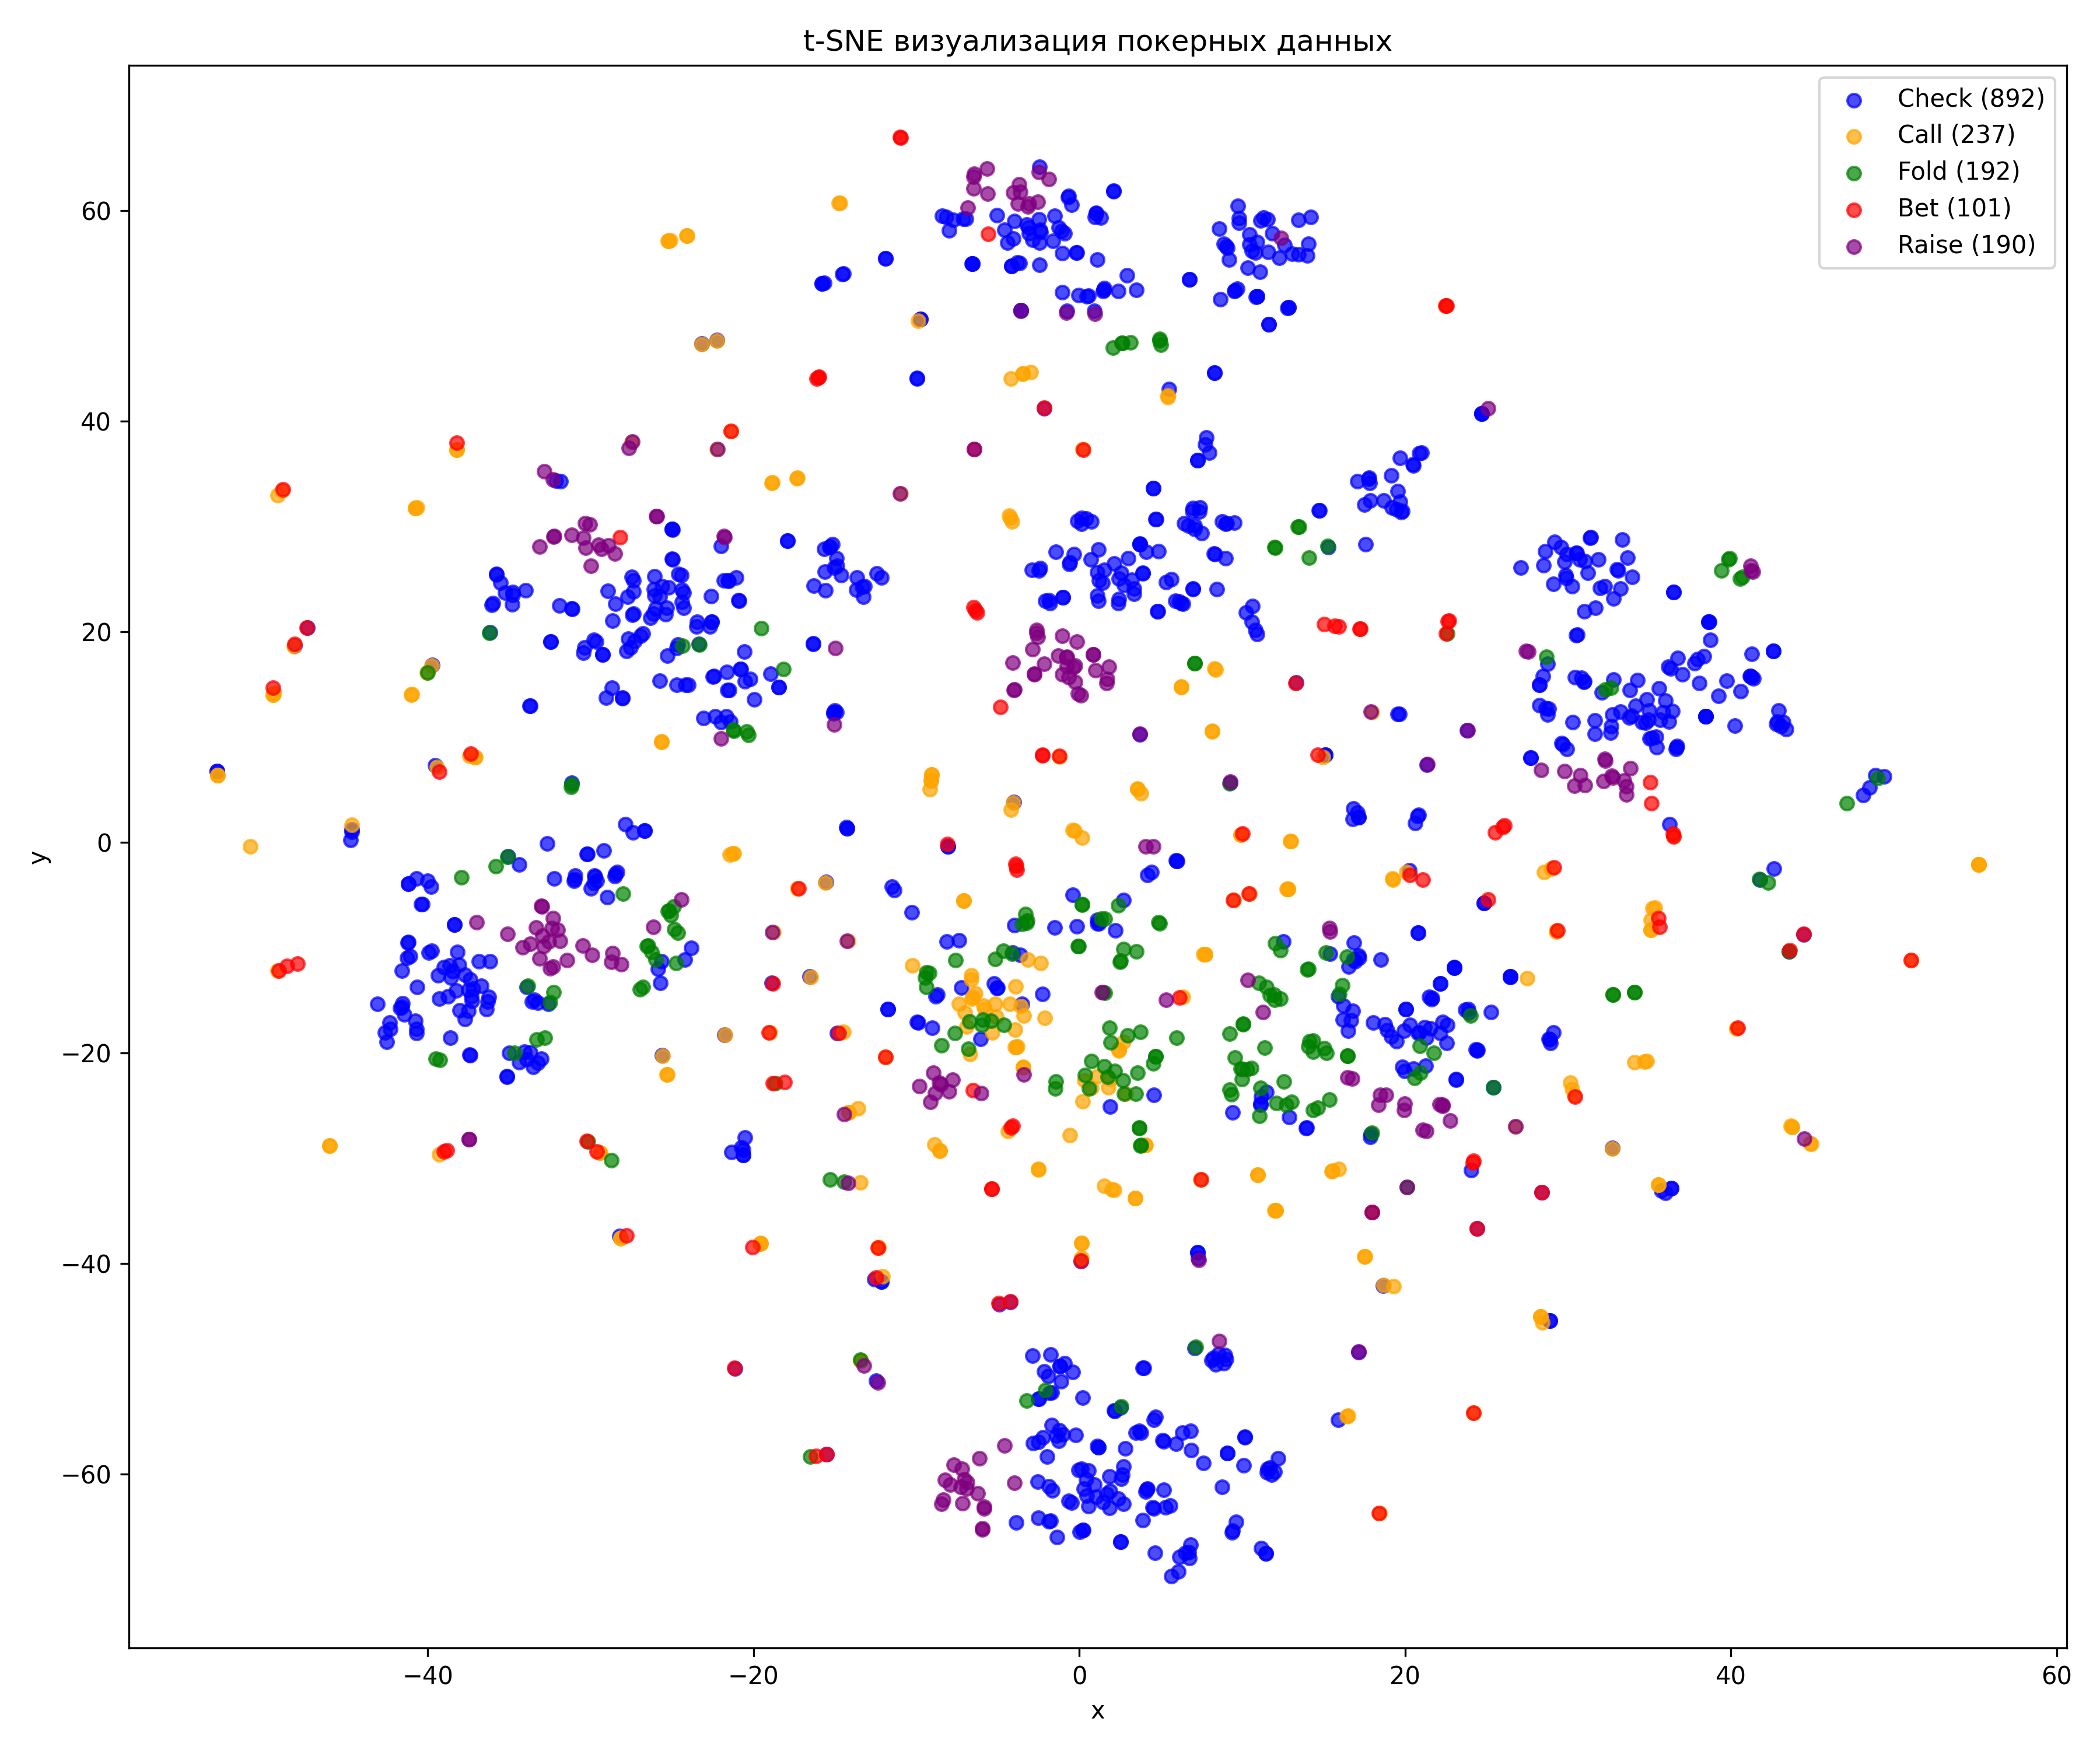 t-SNE визуализация покерных данных
Check (892)
Call (237)
Fold (192)
Bet (101)
Raise (190)
60
40
20
0
−20
−40
−60
y
−40
−20
0
20
40
60
x